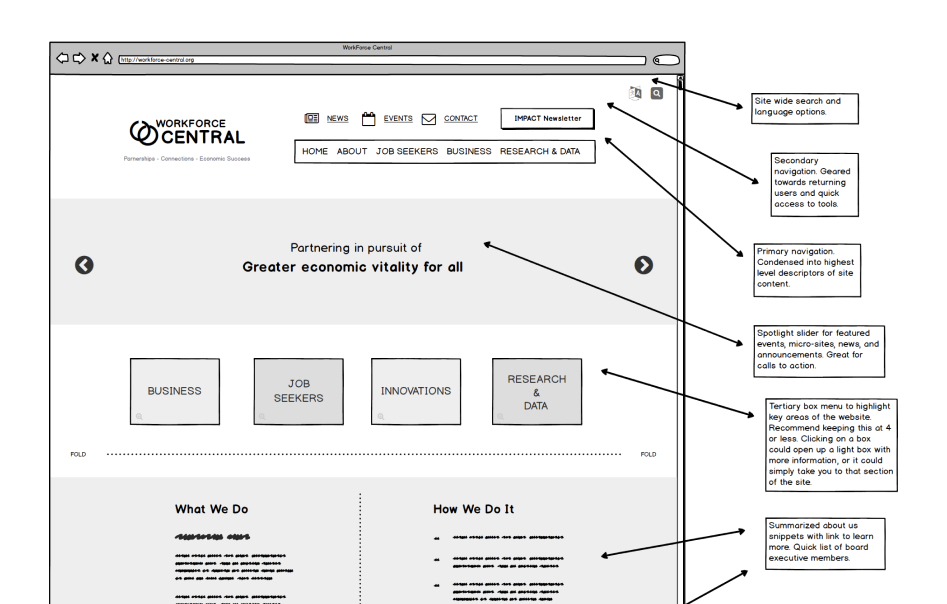 WorkForce Central
http://workforce-central.org
WORKFORCE
CENTRAL
Parnerships - Connections - Economic Success
NEWS EVENTS CONTACT IMPACT Newsletter
HOME ABOUT JOB SEEKERS BUSINESS RESEARCH & DATA
Partnering in pursuit of
Greater economic vitality for all
BUSINESS
JOB
SEEKERS
INNOVATIONS
RESEARCH
&
DATA
FOLD FOLD
What We Do
How We Do It
Site wide search and
language options.
Secondary
navigation. Geared
towards returning
users and quick
access to tools.
Primary navigation.
Condensed into highest
level descriptors of site
content.
Spotlight slider for featured
events, micro-sites, news, and
announcements. Great for
calls to action.
Tertiary box menu to highlight
key areas of the website.
Recommend keeping this at 4
or less. Clicking on a box
could open up a light box with
more information, or it could
simply take you to that section
of the site.
Summarized about us
snippets with link to learn
more. Quick list of board
executive members.